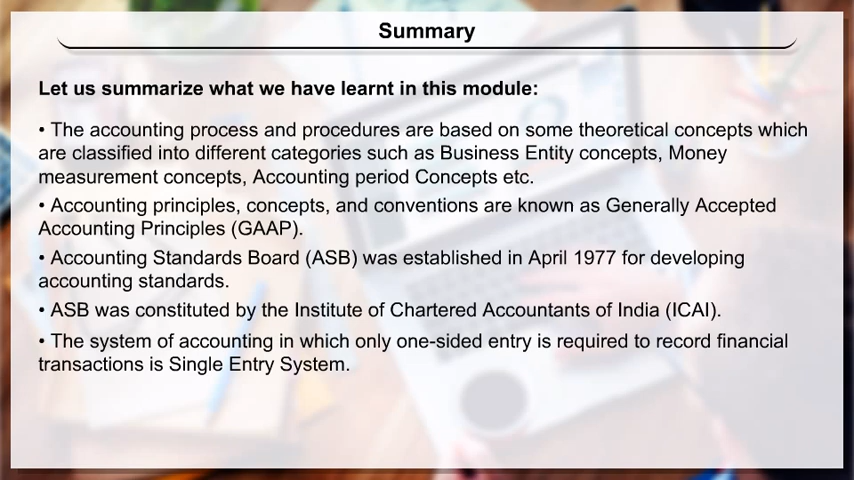 Summary
Let us summarize what we have learnt in this module:
• The accounting process and procedures are based on some theoretical concepts which
are classified into different categories such as Business Entity concepts, Money
measurement concepts, Accounting period Concepts etc.
• Accounting principles, concepts, and conventions are known as Generally Accepted
Accounting Principles (GAAP).
• Accounting Standards Board (ASB) was established in April 1977 for developing
accounting standards.
• ASB was constituted by the Institute of Chartered Accountants of India (ICAI).
• The system of accounting in which only one-sided entry is required to record financial
transactions is Single Entry System.